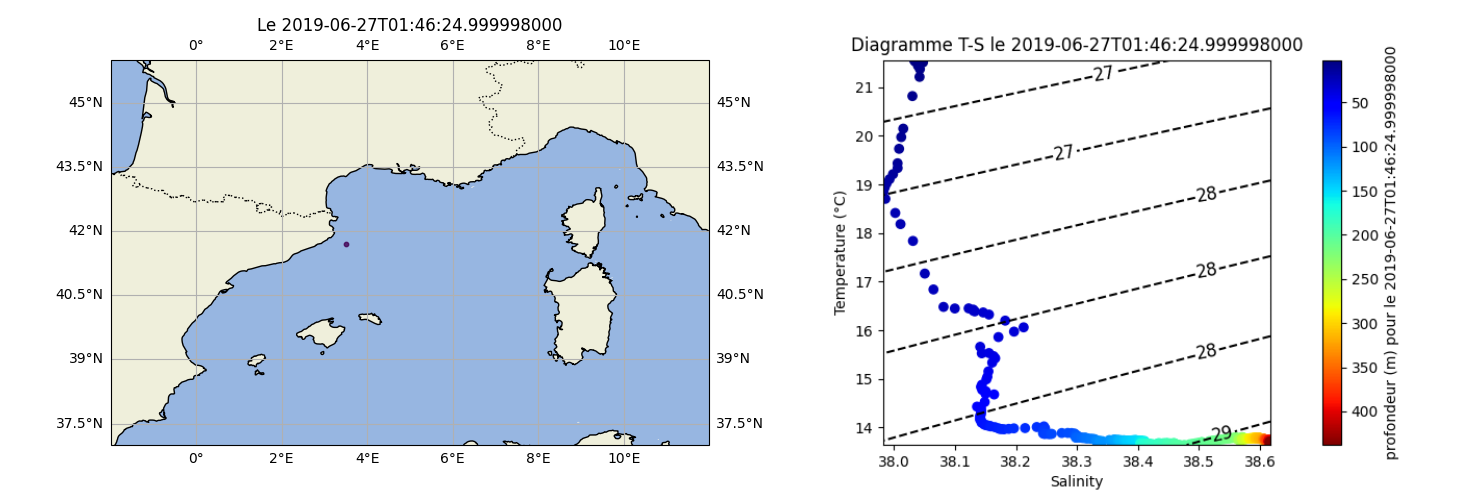 Le 2019-06-27T01:46:24.999998000
0° 2°E 4°E 6°E 8°E 10°E
45°N 45°N
43.5°N 43.5°N
42°N 42°N
40.5°N 40.5°N
39°N 39°N
37.5°N 37.5°N
0° 2°E 4°E 6°E 8°E 10°E
Diagramme T-S le 2019-06-27T01:46:24.999998000
Temperature (°C)
21
20
19
18
17
16
15
14
27
27
28
28
28
29
38.0 38.1 38.2 38.3 38.4 38.5 38.6
Salinity
50
100
150
200
250
300
350
400
profondeur (m) pour le 2019-06-27T01:46:24.999998000